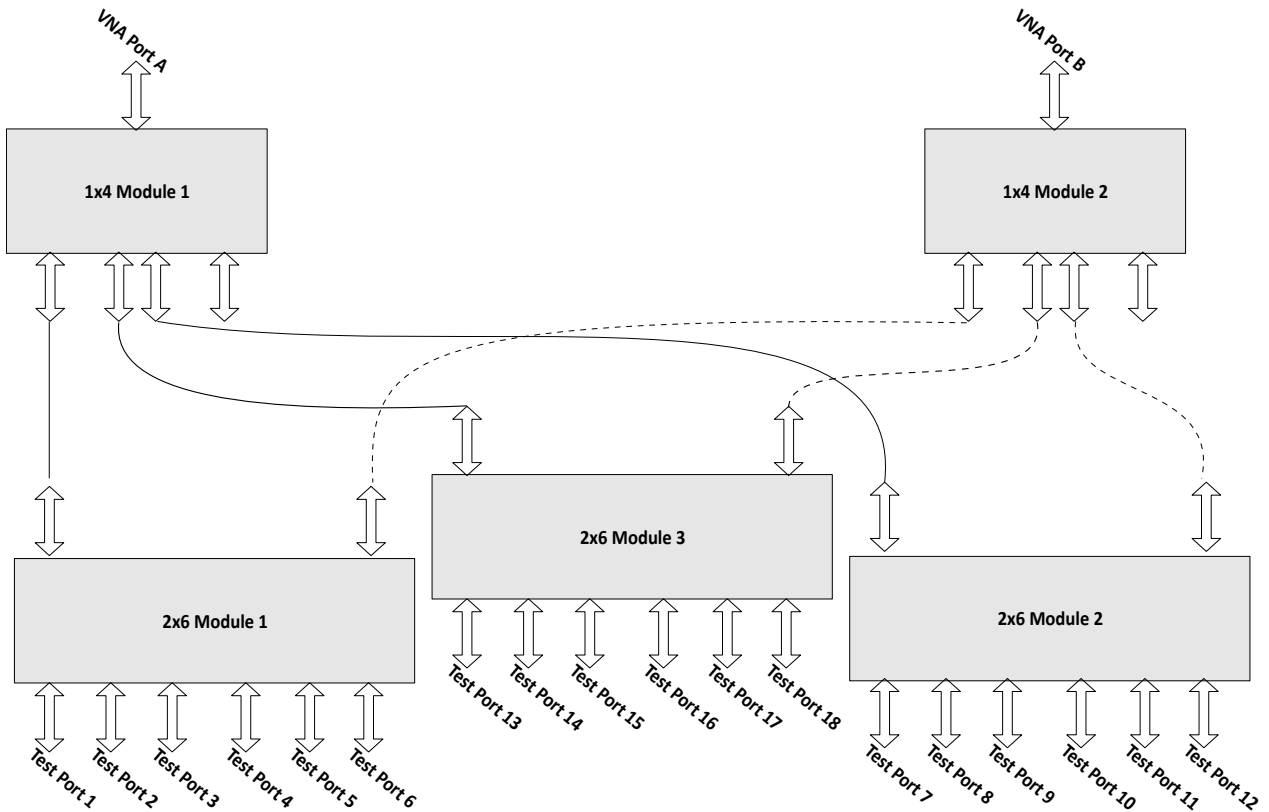 VNA Port A
VNA Port B
1x4 Module 1
1x4 Module 2
2x6 Module 3
2x6 Module 1
2x6 Module 2
Test Port 13
Test Port 14
Test Port 15
Test Port 16
Test Port 17
Test Port 18
Test Port 1
Test Port 2
Test Port 3
Test Port 4
Test Port 5
Test Port 6
Test Port 7
Test Port 8
Test Port 9
Test Port 10
Test Port 11
Test Port 12